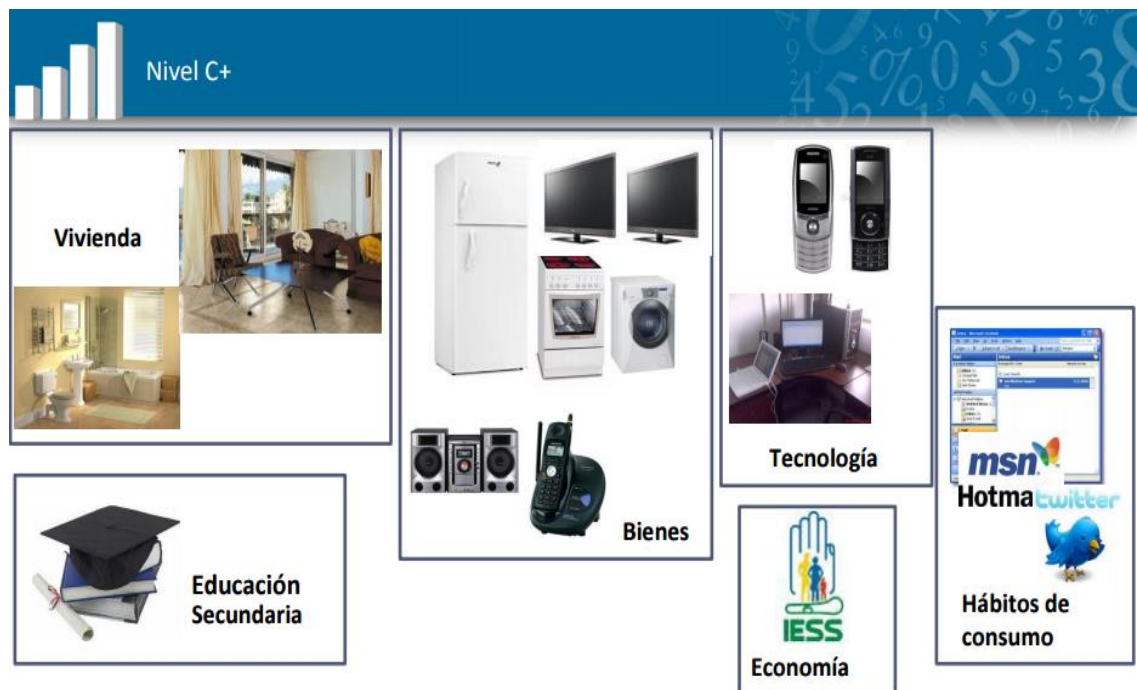 Nivel C+
Vivienda
Bienes
Tecnología
msn
Hotma
twitter
Hábitos de
consumo
Educación
Secundaria
IESS
Economía